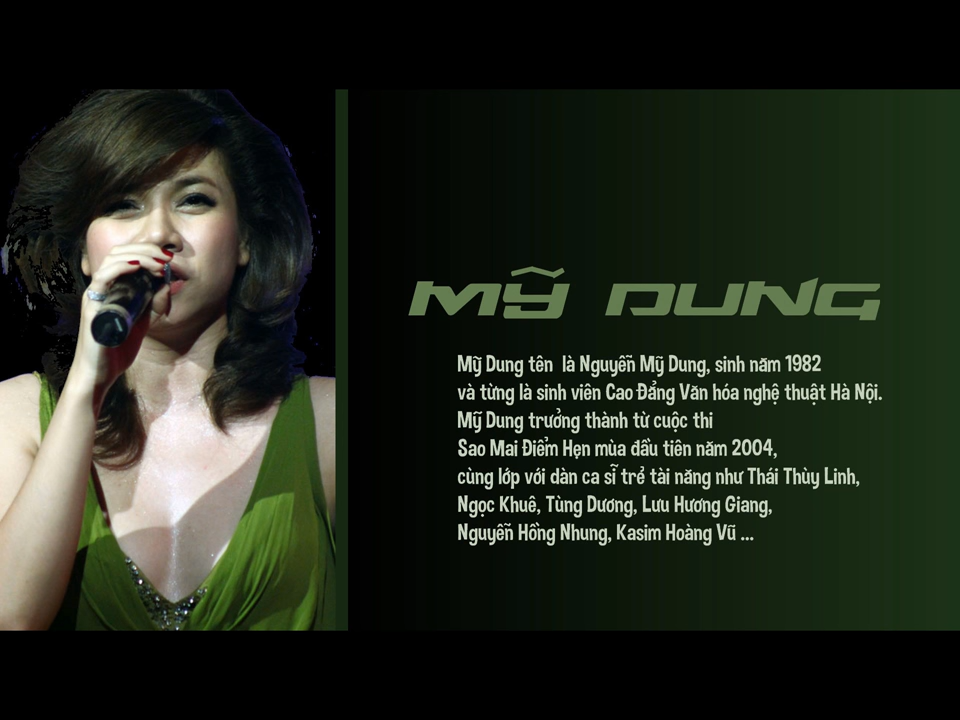 MỸ DUNG
Mỹ Dung tên là Nguyễn Mỹ Dung, sinh năm 1982
và từng là sinh viên Cao Đẳng Văn hóa nghệ thuật Hà Nội.
Mỹ Dung trưởng thành từ cuộc thi
Sao Mai Điểm Hẹn mùa đầu tiên năm 2004,
cùng lớp với dàn ca sĩ trẻ tài năng như Thái Thùy Linh,
Ngọc Khuê, Tùng Dương, Lưu Hương Giang,
Nguyễn Hồng Nhung, Kasim Hoàng Vũ ...